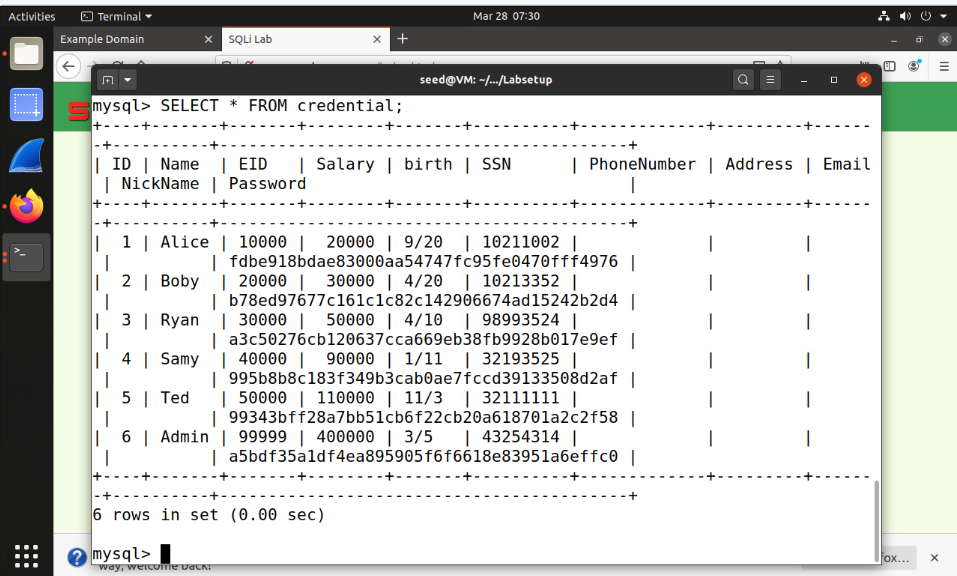 Activities Terminal Mar 28 07:30
Example Domain SQLi Lab
seed@VM: ~/.../Labsetup
mysql> SELECT * FROM credential;
+----+-------+-------+--------+-------+----------+-------------+---------+------
-+----------+------------------------------------------+
| ID | Name | EID | Salary | birth | SSN | PhoneNumber | Address | Email
| NickName | Password |
+----+-------+-------+--------+-------+----------+-------------+---------+------
-+----------+------------------------------------------+
| 1 | Alice | 10000 | 20000 | 9/20 | 10211002 | | |
| | fdbe918bdae83000aa54747fc95fe0470fff4976 |
| 2 | Boby | 20000 | 30000 | 4/20 | 10213352 | | |
| | b78ed97677c161c1c82c142906674ad15242b2d4 |
| 3 | Ryan | 30000 | 50000 | 4/10 | 98993524 | | |
| | a3c50276cb120637cca669eb38fb9928b017e9ef |
| 4 | Samy | 40000 | 90000 | 1/11 | 32193525 | | |
| | 995b8b8c183f349b3cab0ae7fccd39133508d2af |
| 5 | Ted | 50000 | 110000 | 11/3 | 32111111 | | |
| | 99343bff28a7bb51cb6f22cb20a618701a2c2f58 |
| 6 | Admin | 99999 | 400000 | 3/5 | 43254314 | | |
| | a5bdf35a1df4ea895905f6f6618e83951a6effc0 |
+----+-------+-------+--------+-------+----------+-------------+---------+------
-+----------+------------------------------------------+
6 rows in set (0.00 sec)
mysql>
way, welcome back! fox...